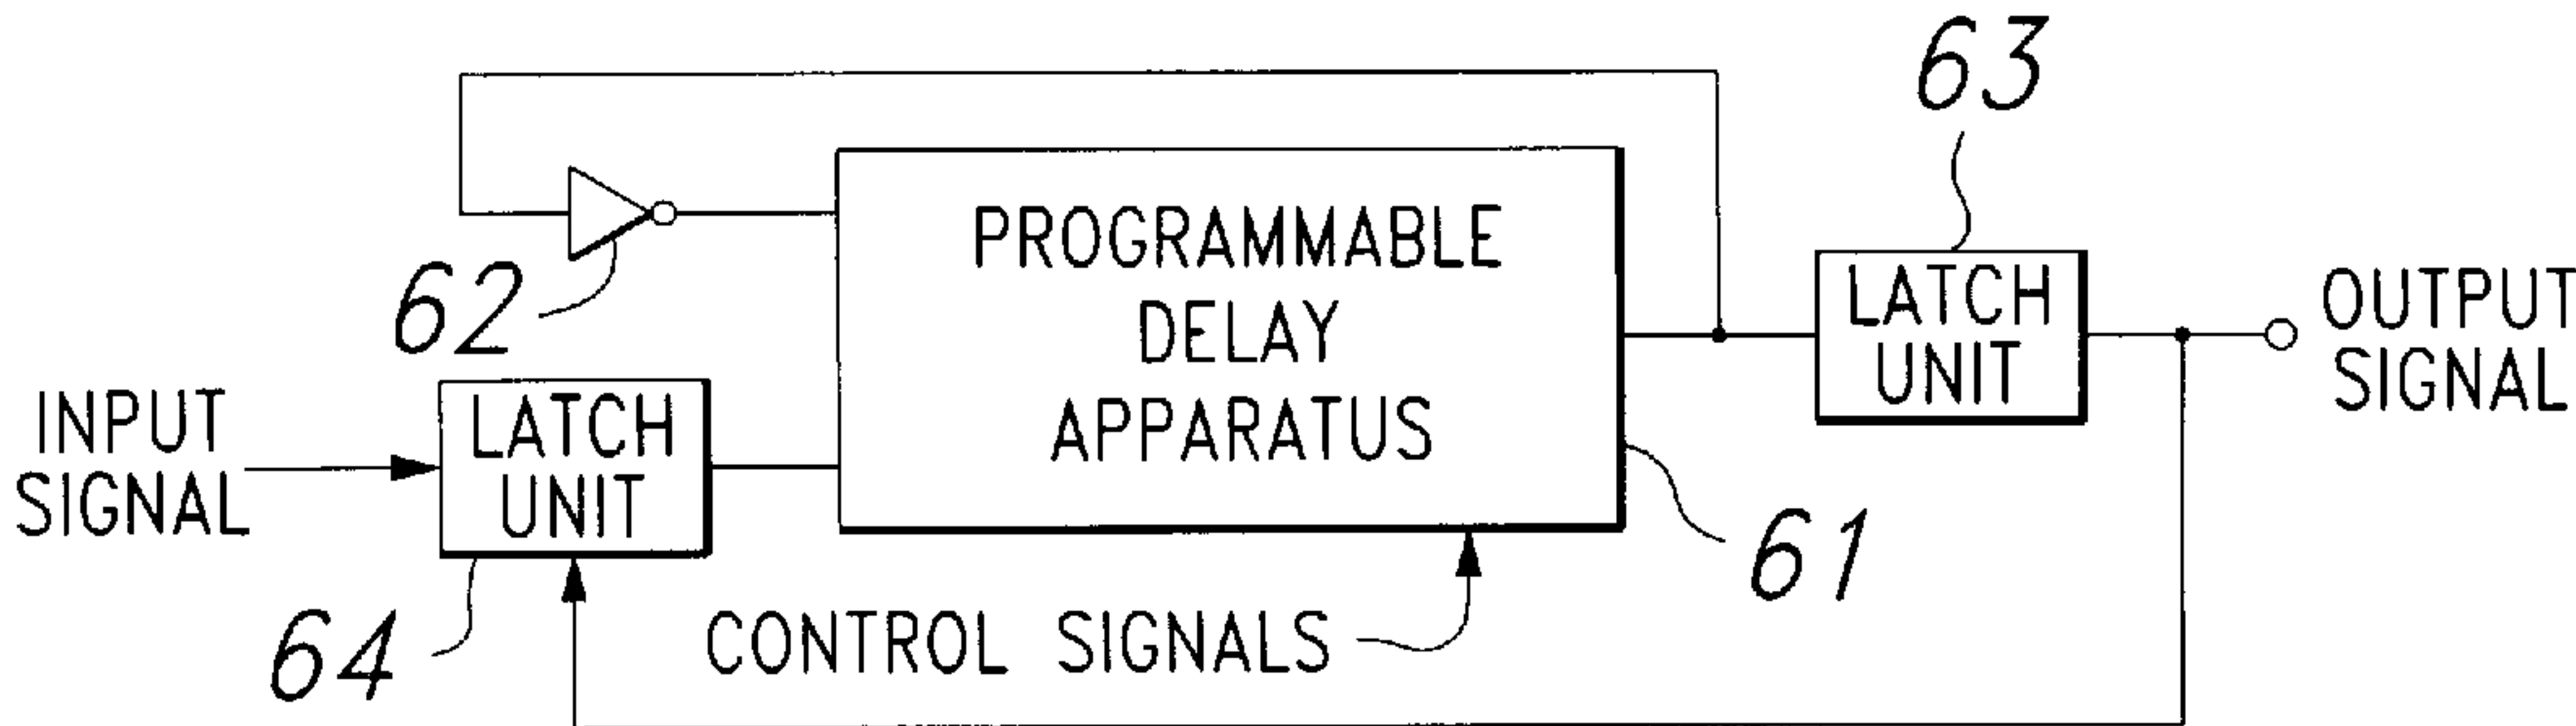 63
PROGRAMMABLE
DELAY
APPARATUS
62
LATCH
UNIT
OUTPUT
SIGNAL
INPUT
SIGNAL
LATCH
UNIT
61
64
CONTROL SIGNALS